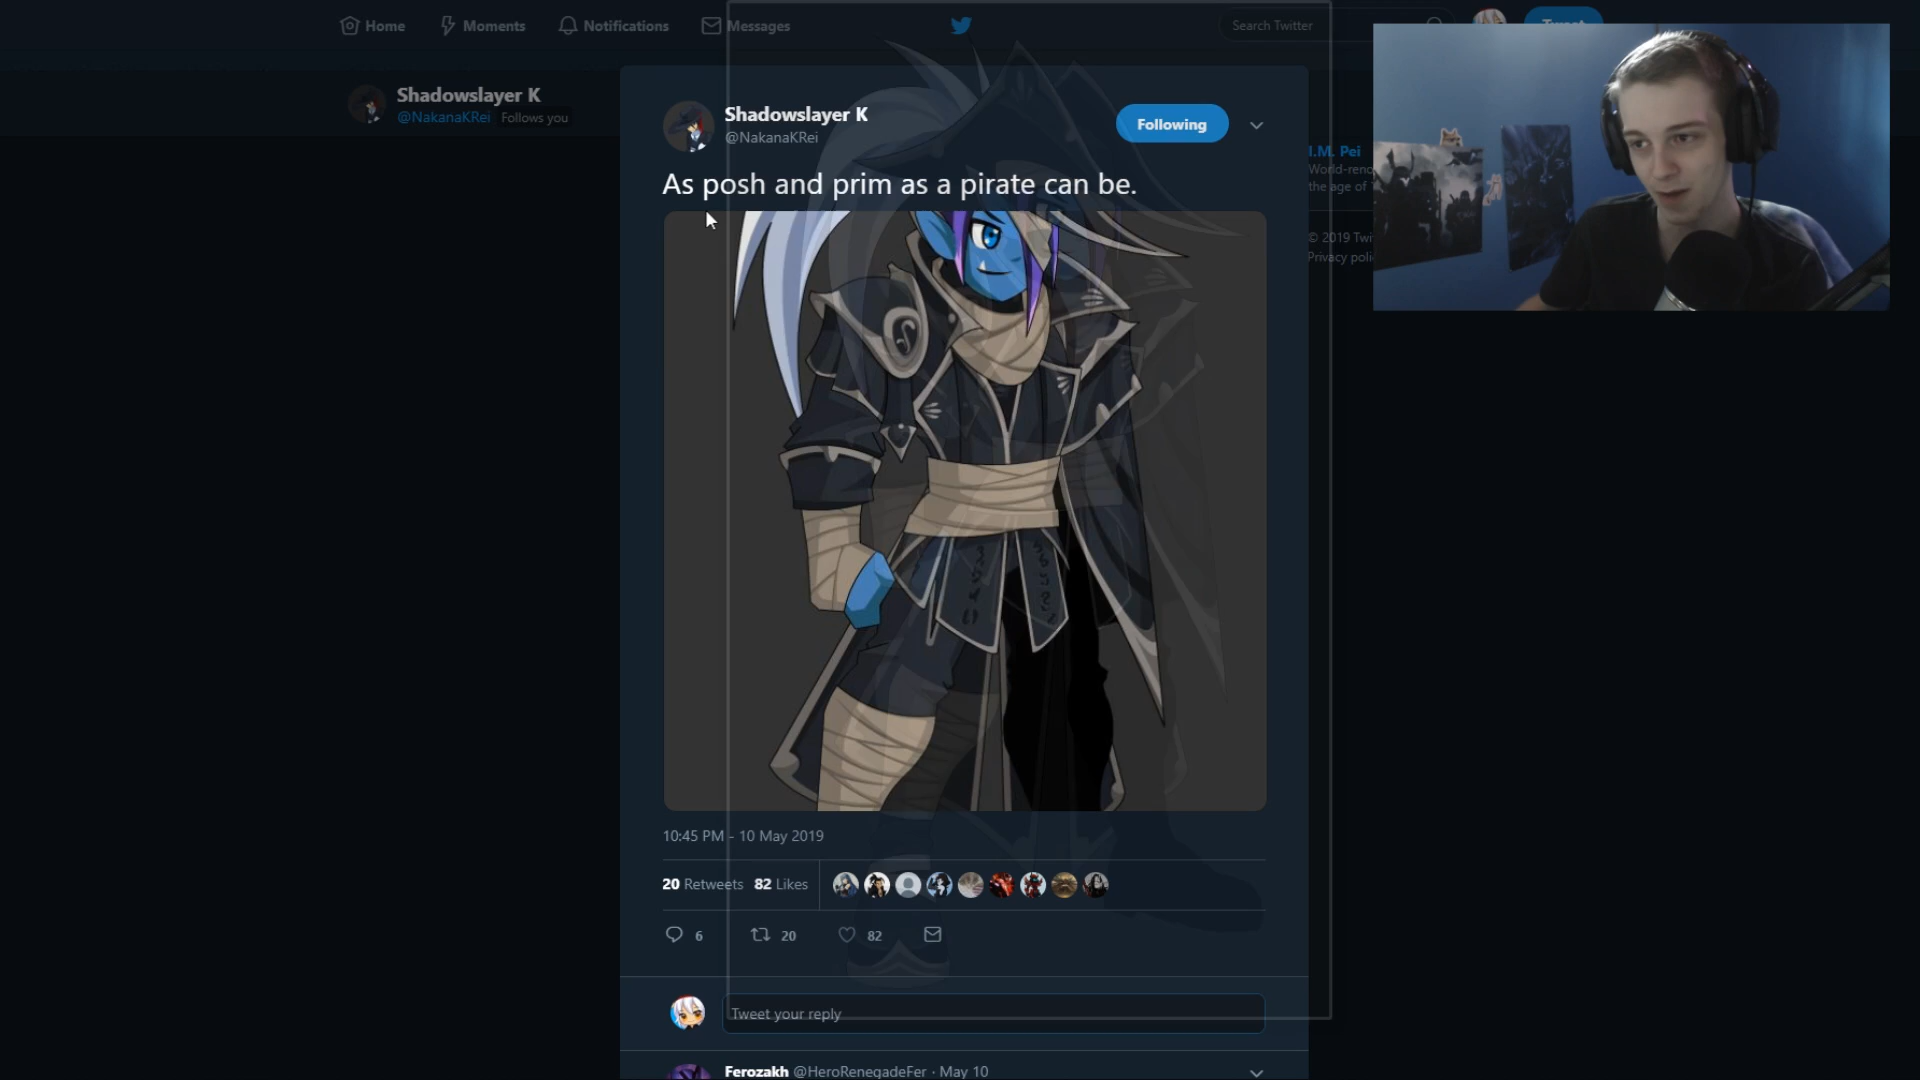 Home Moments Notifications Messages Search Twitter Tweet
Shadowslayer K
@NakanaKRei Follows you
Shadowslayer K
@NakanaKRei
Following
As posh and prim as a pirate can be.
I.M. Pei
World-reno
the age of
© 2019 Twi
Privacy poli
10:45 PM - 10 May 2019
20 Retweets 82 Likes
6 20 82
Tweet your reply
Ferozakh @HeroRenegadeFer · May 10